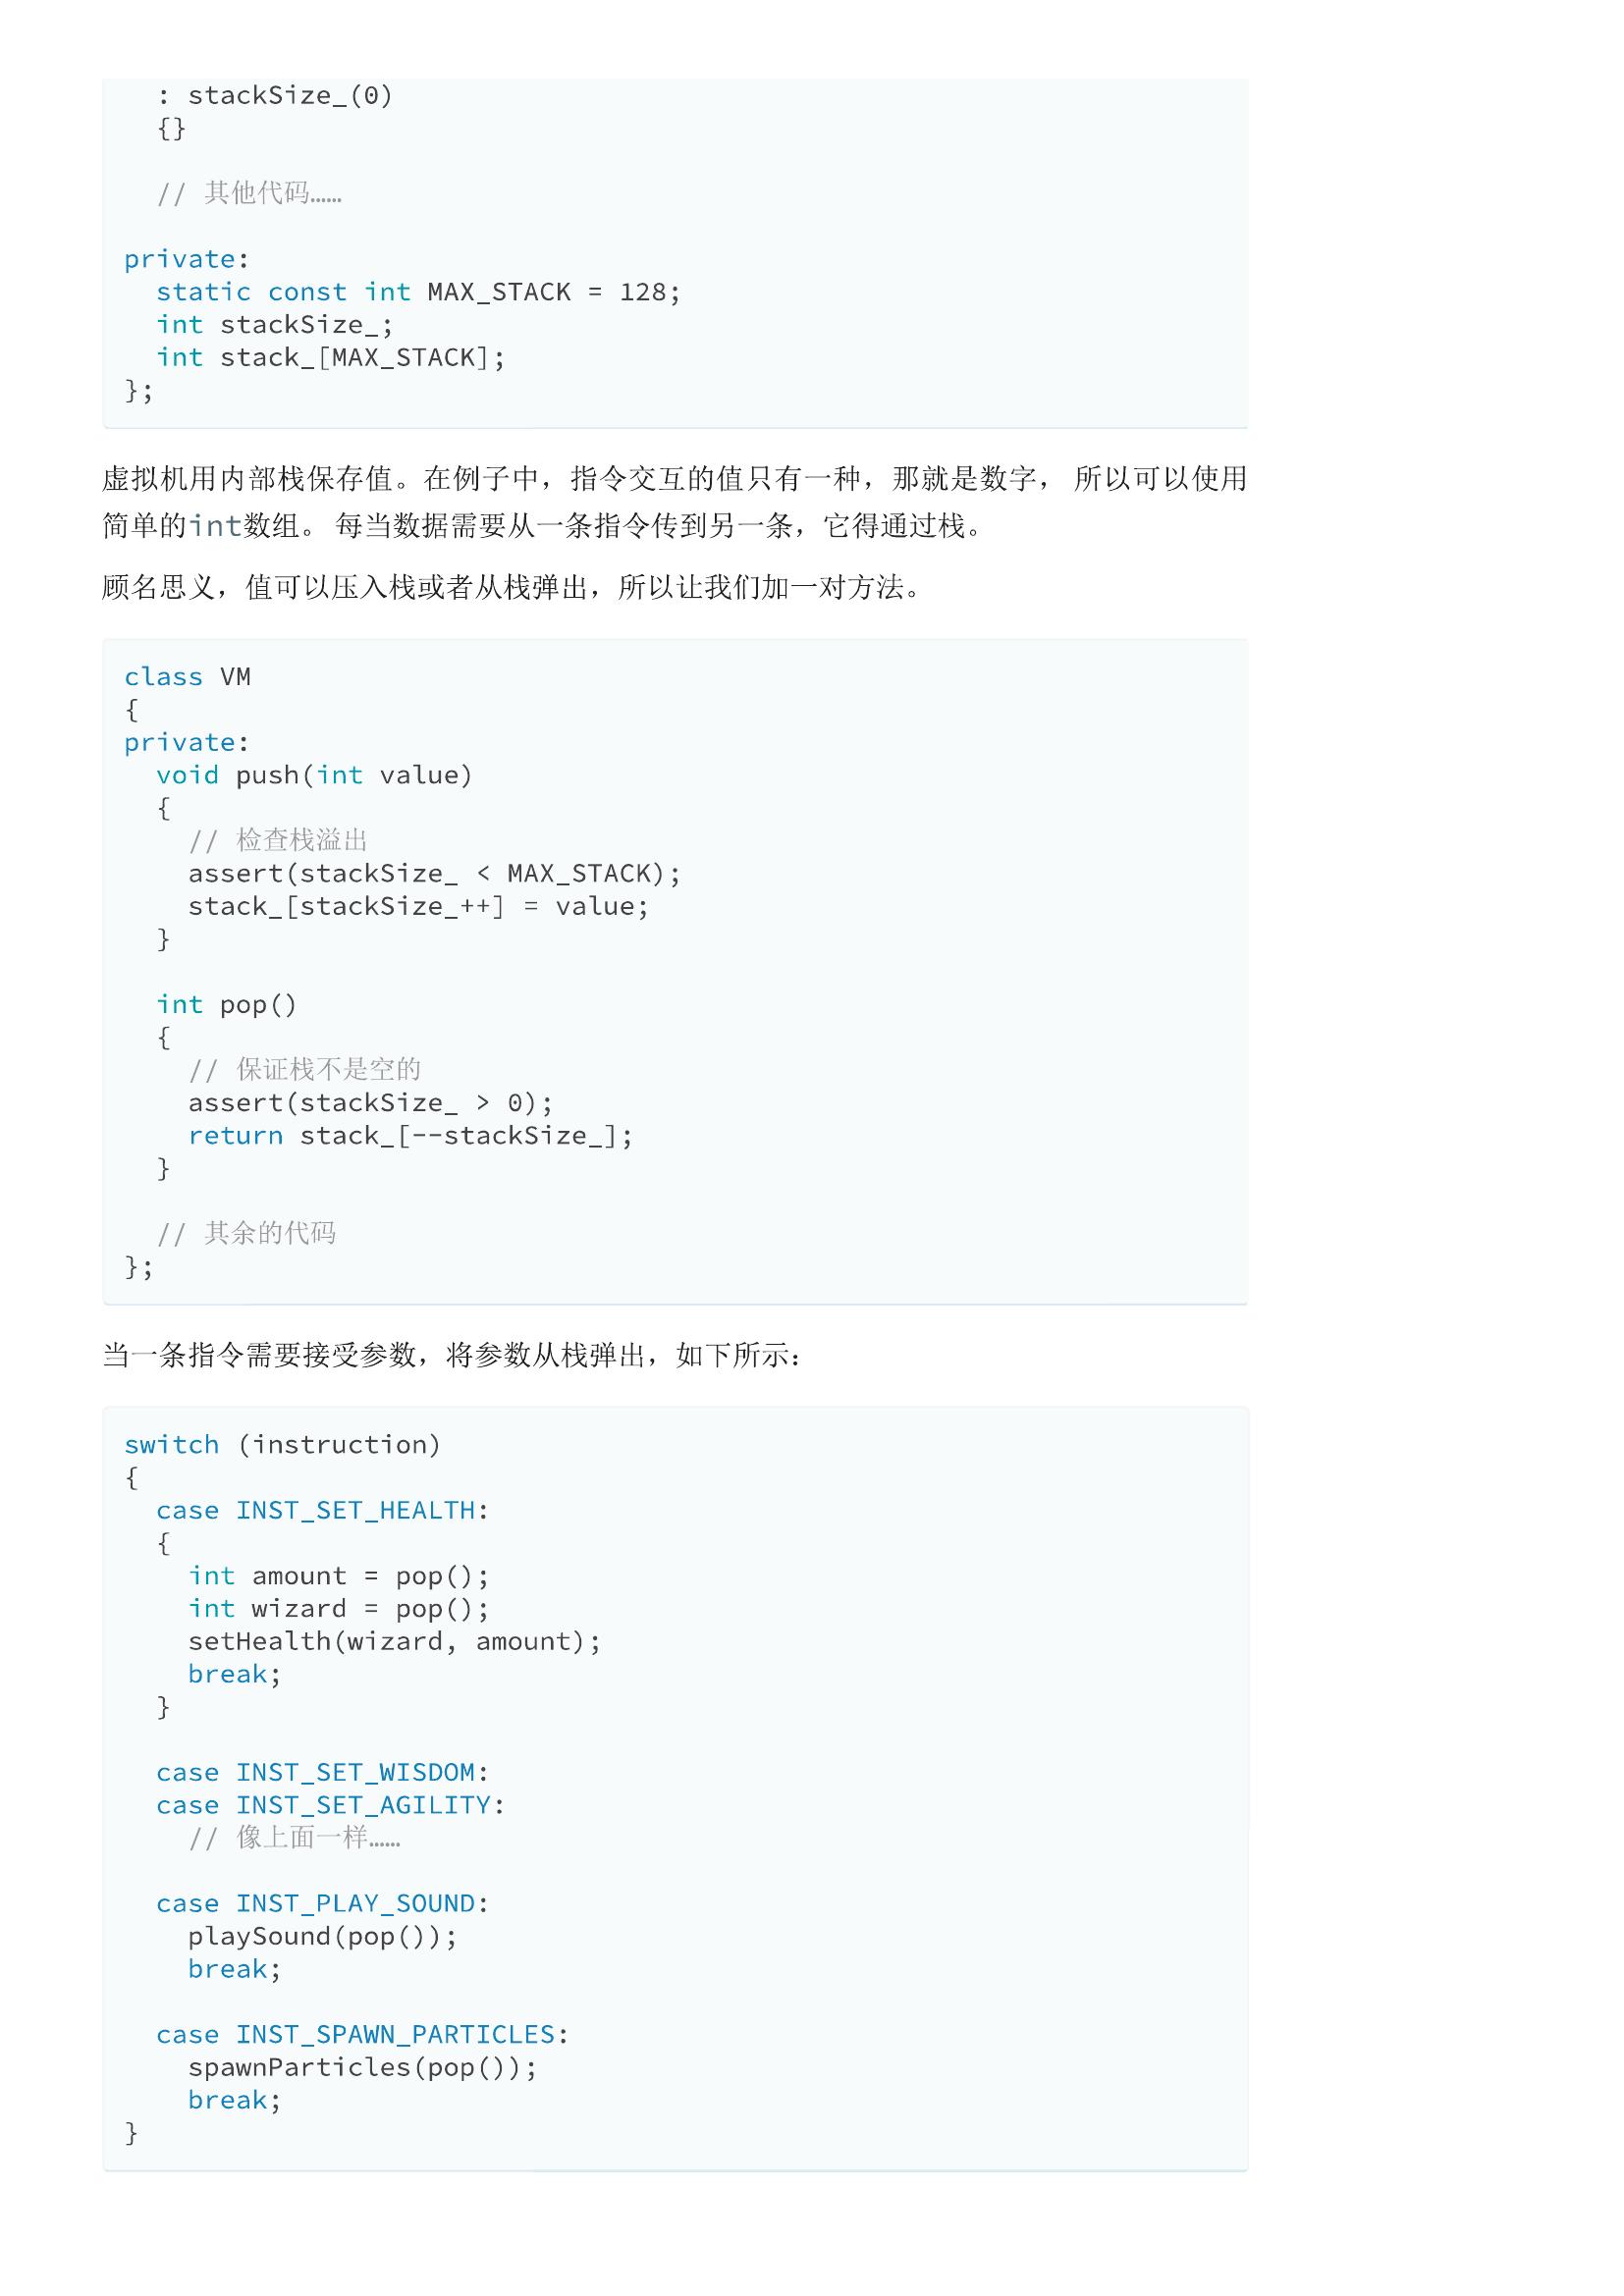 : stackSize_(0)
  {}

  // 其他代码……

private:
  static const int MAX_STACK = 128;
  int stackSize_;
  int stack_[MAX_STACK];
};

虚拟机用内部栈保存值。在例子中，指令交互的值只有一种，那就是数字， 所以可以使用
简单的int数组。 每当数据需要从一条指令传到另一条，它得通过栈。

顾名思义，值可以压入栈或者从栈弹出，所以让我们加一对方法。

class VM
{
private:
  void push(int value)
  {
    // 检查栈溢出
    assert(stackSize_ < MAX_STACK);
    stack_[stackSize_++] = value;
  }

  int pop()
  {
    // 保证栈不是空的
    assert(stackSize_ > 0);
    return stack_[--stackSize_];
  }

  // 其余的代码
};

当一条指令需要接受参数，将参数从栈弹出，如下所示：

switch (instruction)
{
  case INST_SET_HEALTH:
  {
    int amount = pop();
    int wizard = pop();
    setHealth(wizard, amount);
    break;
  }

  case INST_SET_WISDOM:
  case INST_SET_AGILITY:
    // 像上面一样……

  case INST_PLAY_SOUND:
    playSound(pop());
    break;

  case INST_SPAWN_PARTICLES:
    spawnParticles(pop());
    break;
}